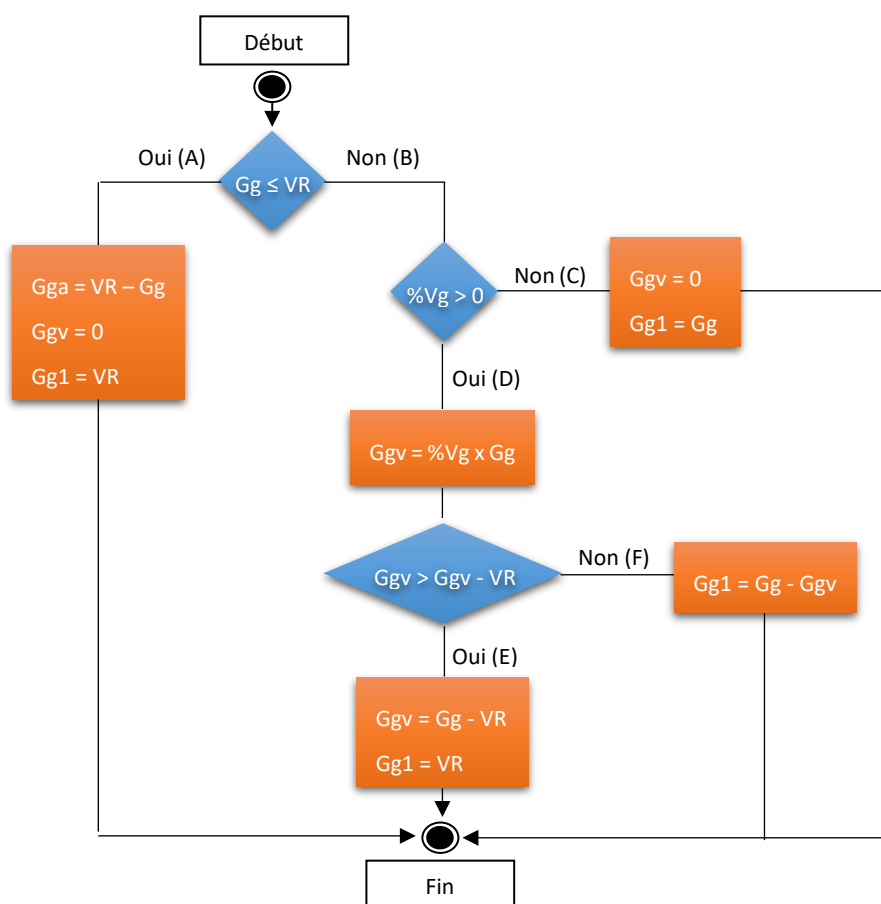 Début
Oui (A)
Non (B)
Gg ≤ VR
Gga = VR – Gg
Ggv = 0
Gg1 = VR
%Vg > 0
Non (C)
Ggv = 0
Gg1 = Gg
Oui (D)
Ggv = %Vg x Gg
Ggv > Ggv - VR
Non (F)
Gg1 = Gg - Ggv
Oui (E)
Ggv = Gg - VR
Gg1 = VR
Fin